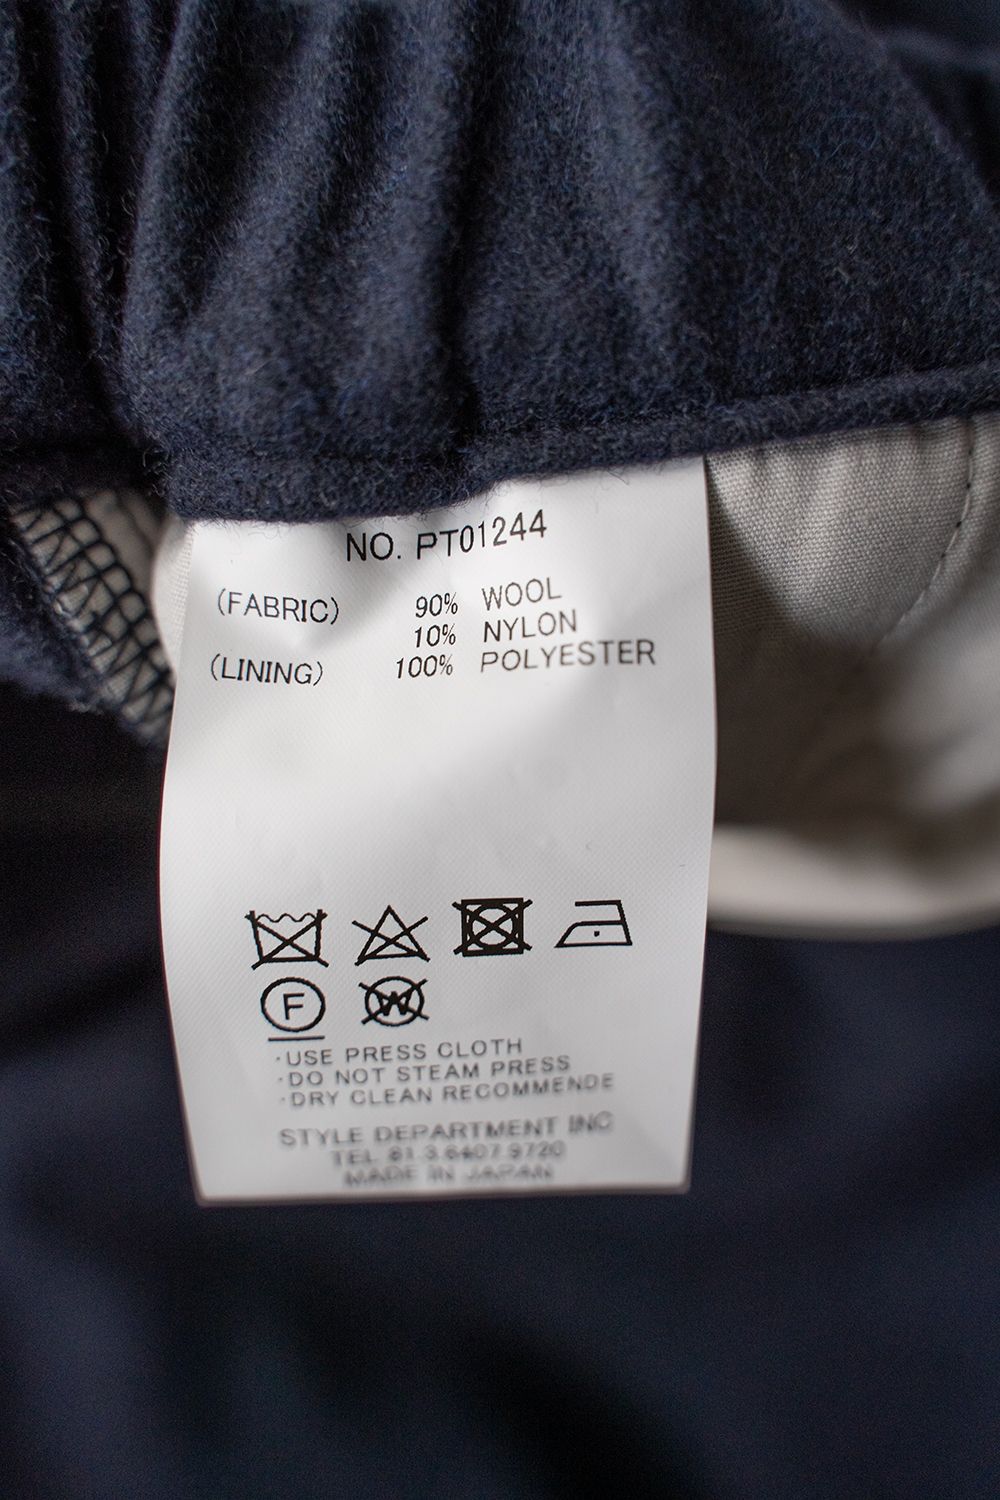 NO. PT01244
(FABRIC) 90% WOOL
10% NYLON
(LINING) 100% POLYESTER
F W
·USE PRESS CLOTH
·DO NOT STEAM PRESS
·DRY CLEAN RECOMMENDE
STYLE DEPARTMENT INC
TEL 81.3.6407.9720
MADE IN JAPAN